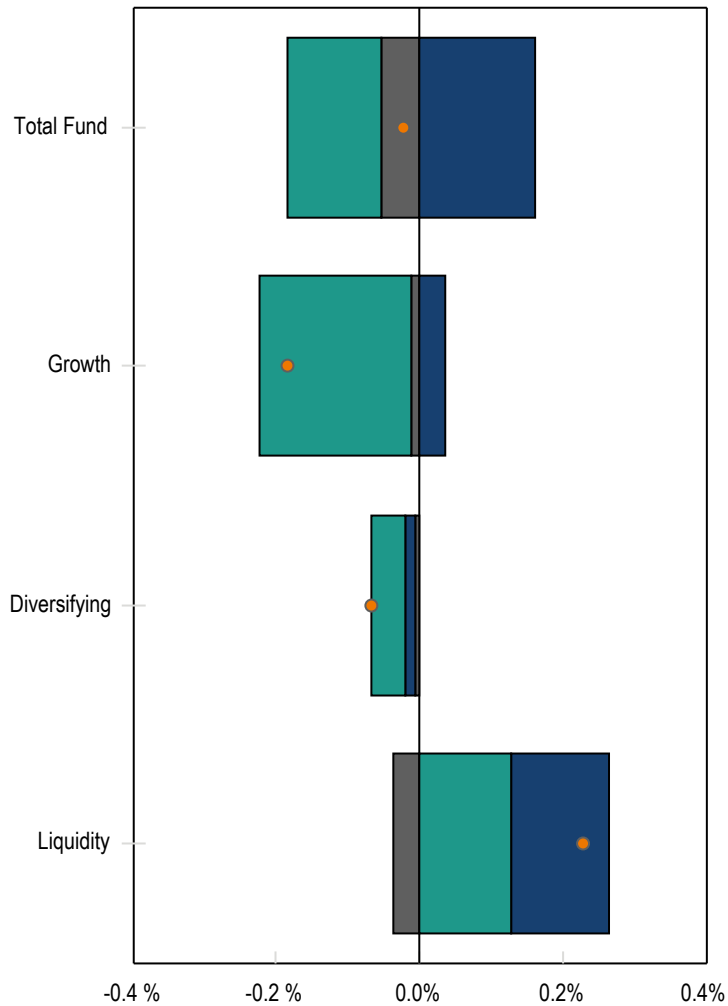 Total Fund
Growth
Diversifying
Liquidity
-0.4 % -0.2 % 0.0% 0.2% 0.4%